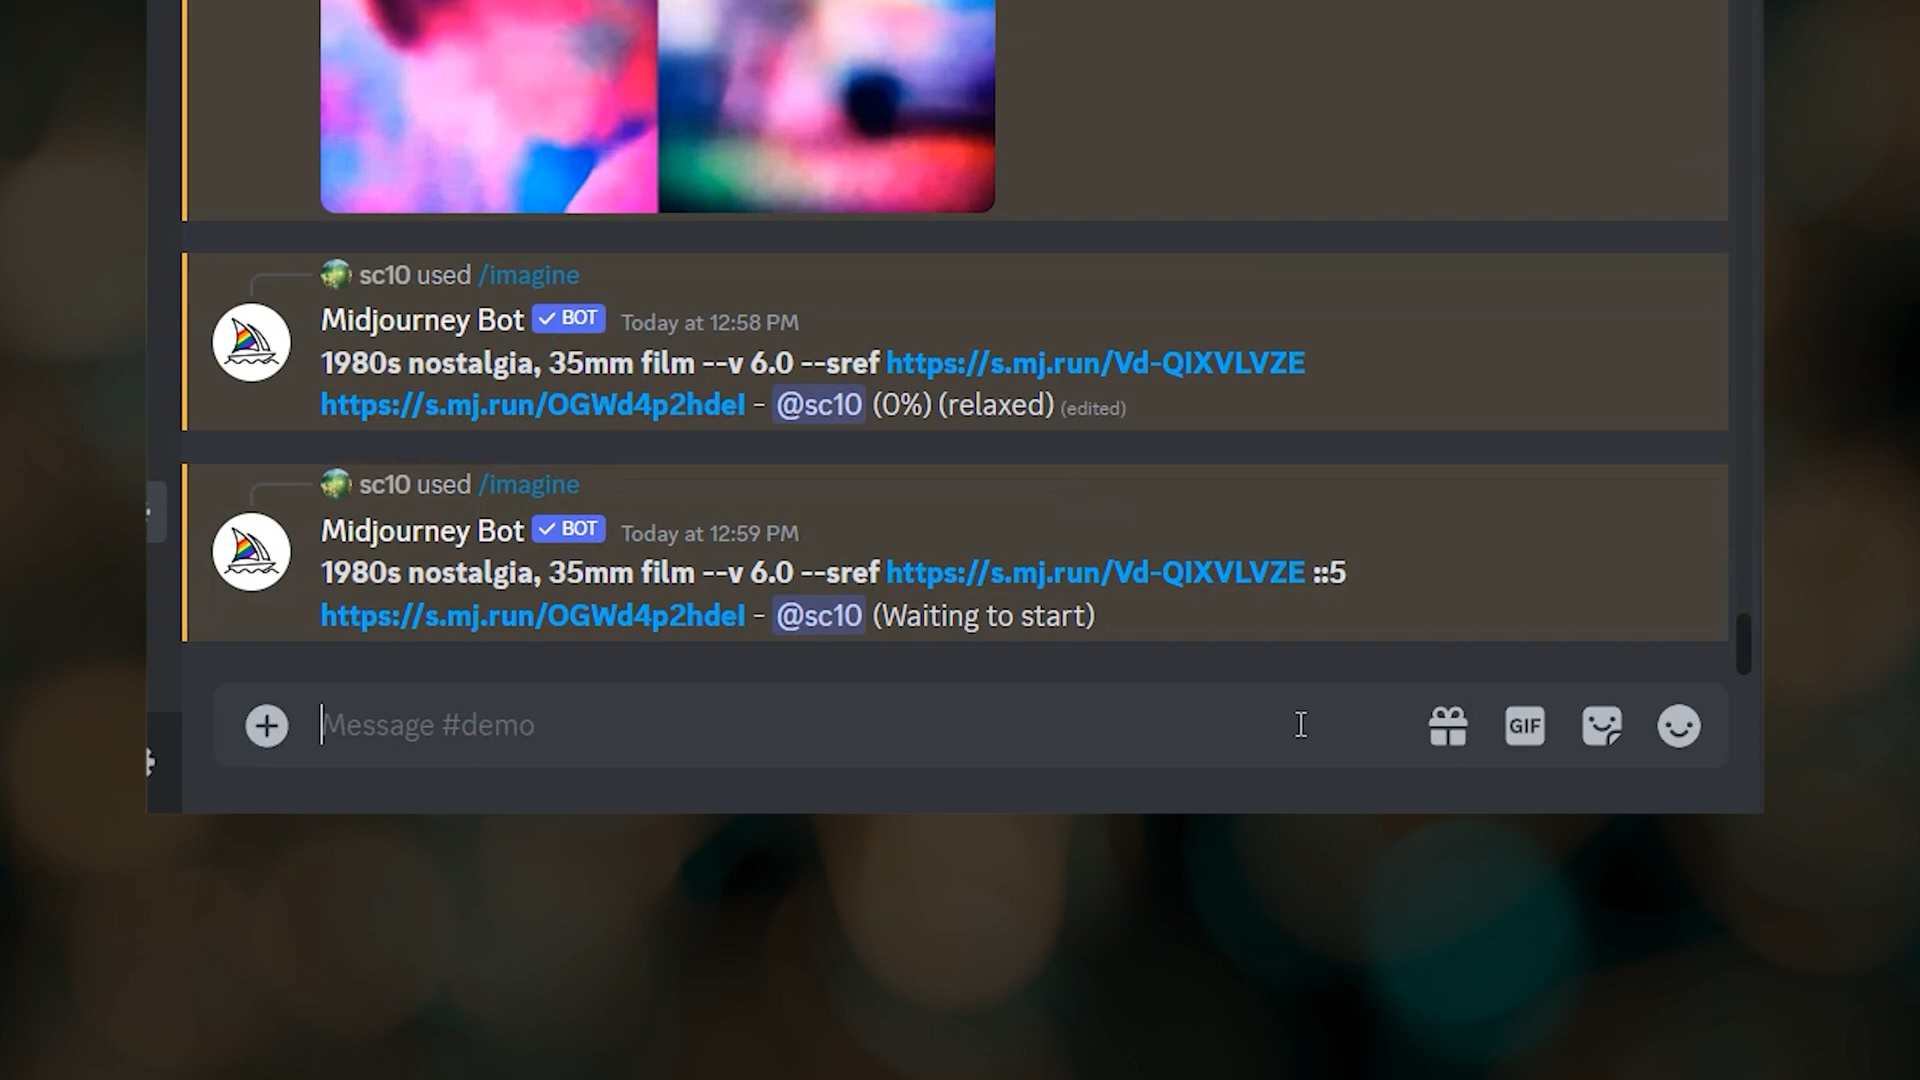 sc10 used /imagine
Midjourney Bot ✓ BOT Today at 12:58 PM
1980s nostalgia, 35mm film --v 6.0 --sref https://s.mj.run/Vd-QIXVLVZE
https://s.mj.run/OGWd4p2hdeI - @sc10 (0%) (relaxed) (edited)
sc10 used /imagine
Midjourney Bot ✓ BOT Today at 12:59 PM
1980s nostalgia, 35mm film --v 6.0 --sref https://s.mj.run/Vd-QIXVLVZE ::5
https://s.mj.run/OGWd4p2hdeI - @sc10 (Waiting to start)
Message #demo
GIF